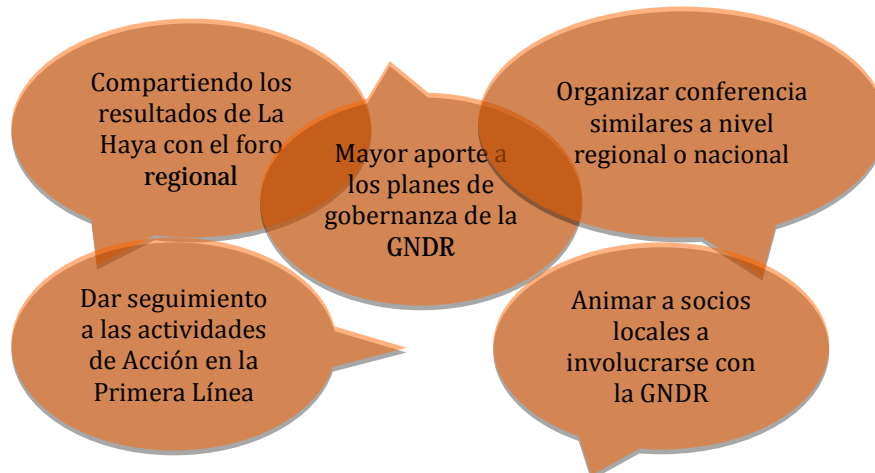 Compartiendo los
resultados de La
Haya con el foro
regional
Mayor aporte a
los planes de
gobernanza de la
GNDR
Organizar conferencia
similares a nivel
regional o nacional
Dar seguimiento
a las actividades
de Acción en la
Primera Línea
Animar a socios
locales a
involucrarse con
la GNDR